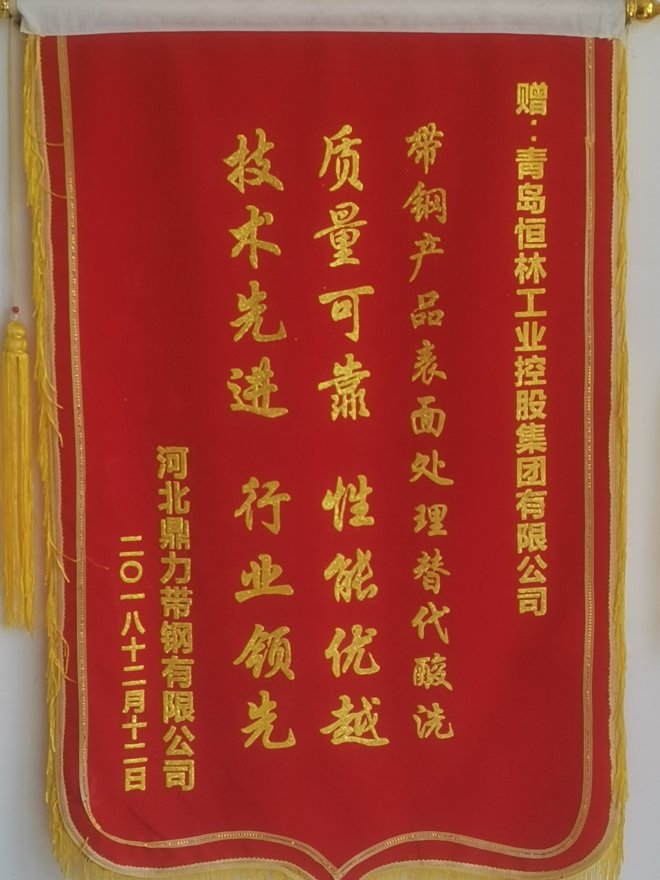 赠：青岛恒林工业控股集团有限公司
带钢产品表面处理替代酸洗
质量可靠 性能优越
技术先进 行业领先
河北鼎力带钢有限公司
二〇一八十二月十二日